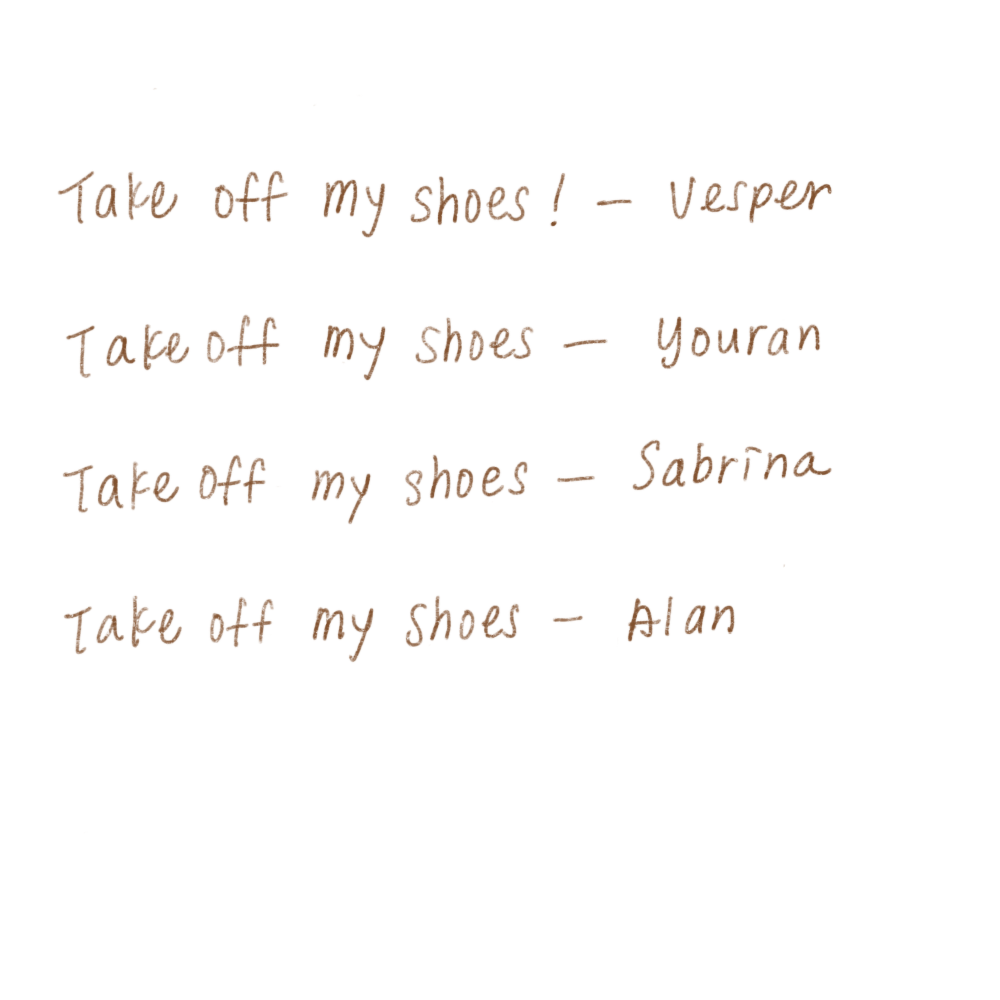 Take off my shoes! — Vesper
Take off my shoes — Youran
Take off my shoes — Sabrina
Take off my shoes — Alan